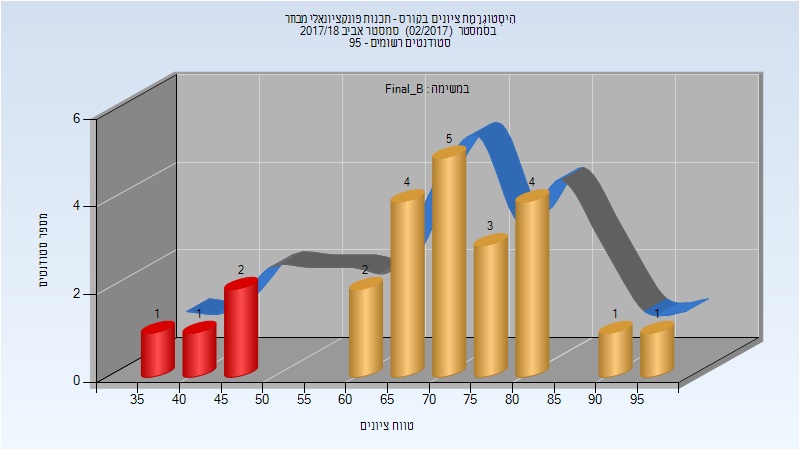 היסטוגרמת ציונים בקורס - תכנות פונקציונאלי מבוזר
בסמסטר (02/2017) סמסטר אביב 2017/18
סטודנטים רשומים - 95
במשימה : Final_B
מספר סטודנטים
6
4
2
0
1
1
2
2
4
5
3
4
1
1
35 40 45 50 55 60 65 70 75 80 85 90 95
טווח ציונים